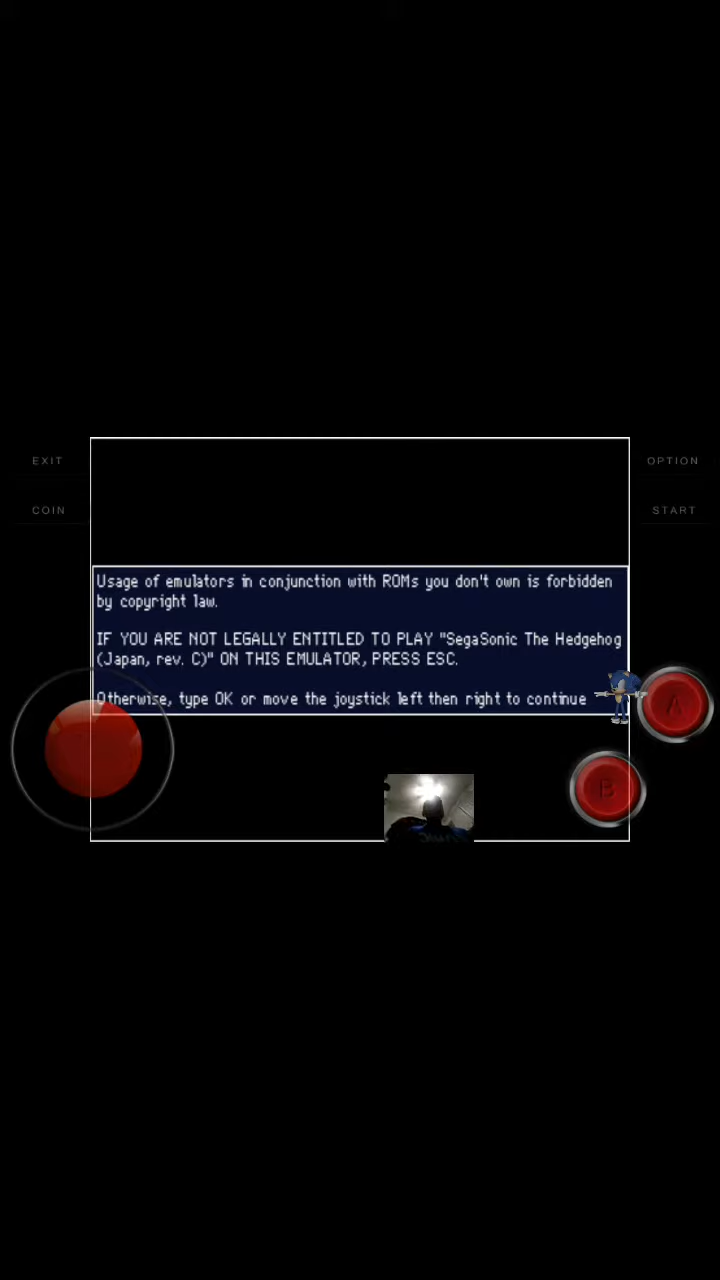 EXIT
OPTION
COIN
START
Usage of emulators in conjunction with ROMs you don't own is forbidden
by copyright law.
IF YOU ARE NOT LEGALLY ENTITLED TO PLAY "SegaSonic The Hedgehog
(Japan, rev. C)" ON THIS EMULATOR, PRESS ESC.
Otherwise, type OK or move the joystick left then right to continue
A
B